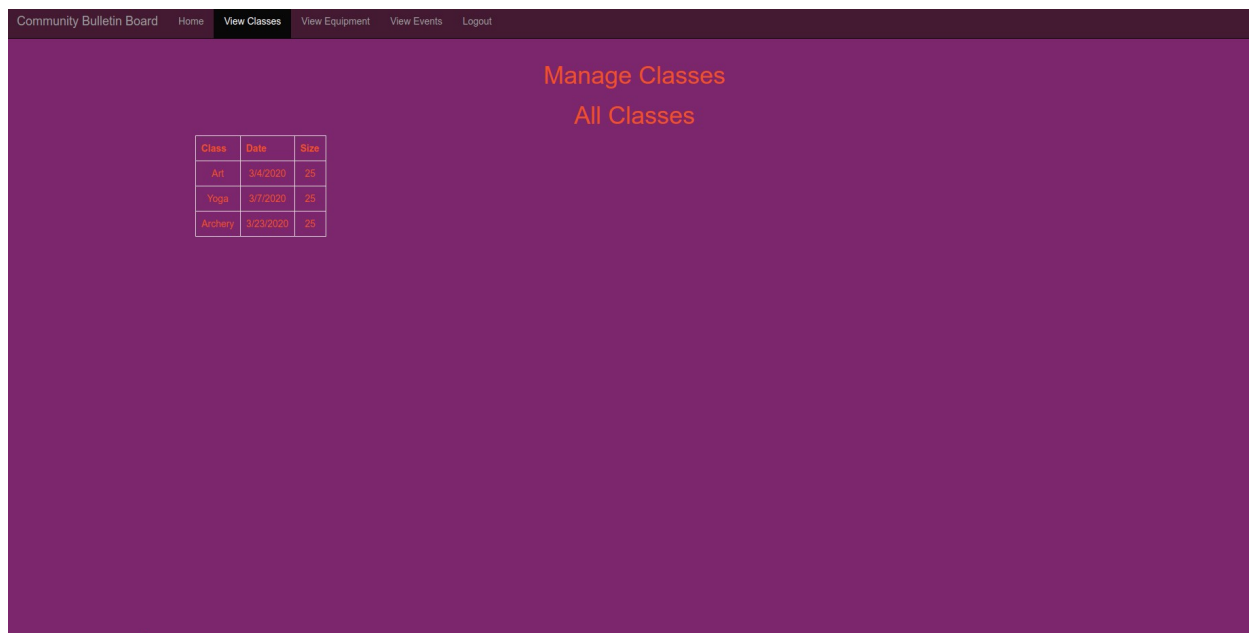 Community Bulletin Board Home View Classes View Equipment View Events Logout
Manage Classes
All Classes
Class Date Size
Art 3/4/2020 25
Yoga 3/7/2020 25
Archery 3/23/2020 25